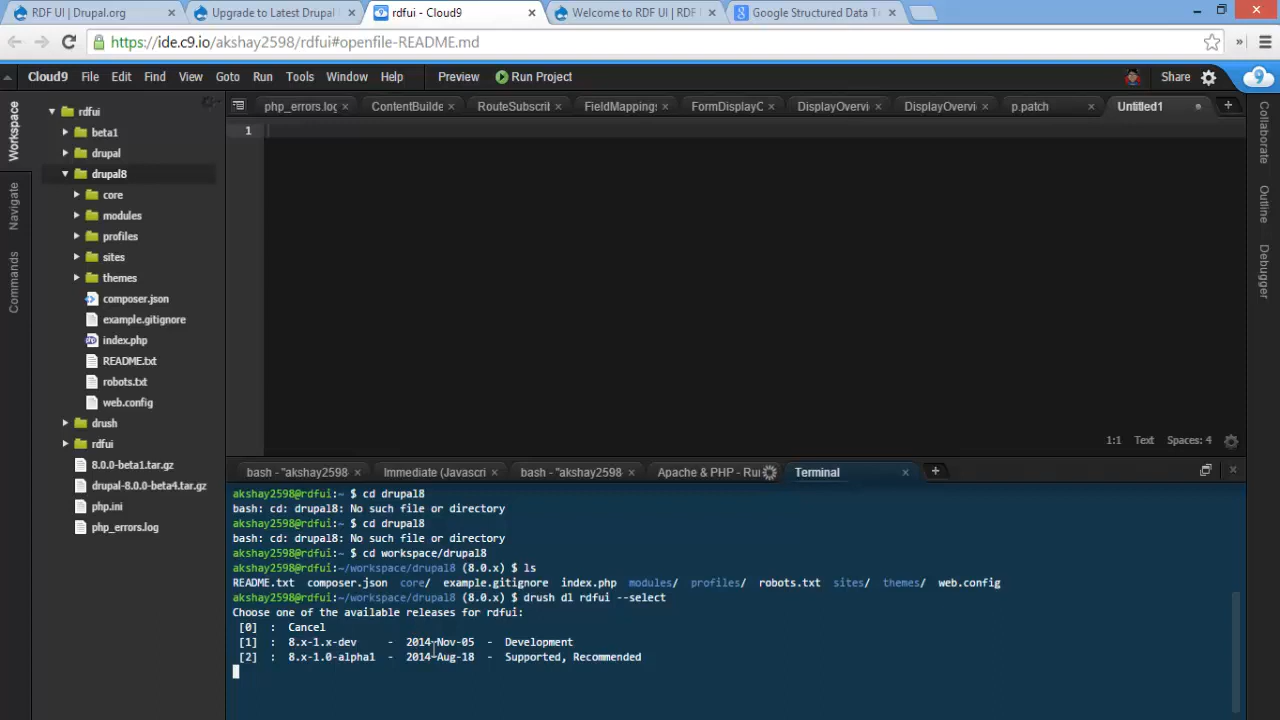 RDF UI | Drupal.org
Upgrade to Latest Drupal
rdfui - Cloud9
Welcome to RDF UI | RDF
Google Structured Data Te
https://ide.c9.io/akshay2598/rdfui#openfile-README.md
Cloud9 File Edit Find View Goto Run Tools Window Help Preview Run Project Share
Workspace
Navigate
Commands
rdfui
beta1
drupal
drupal8
core
modules
profiles
sites
themes
composer.json
example.gitignore
index.php
README.txt
robots.txt
web.config
drush
rdfui
8.0.0-beta1.tar.gz
drupal-8.0.0-beta4.tar.gz
php.ini
php_errors.log
php_errors.log ContentBuilde RouteSubscrib FieldMappings DisplayOvervi DisplayOvervi p.patch Untitled1
1
1:1 Text Spaces: 4
Collaborate
Outline
Debugger
bash - "akshay2598 Immediate (Javascri bash - "akshay2598 Apache & PHP - Ru Terminal
akshay2598@rdfui:~ $ cd drupal8
bash: cd: drupal8: No such file or directory
akshay2598@rdfui:~ $ cd drupal8
bash: cd: drupal8: No such file or directory
akshay2598@rdfui:~ $ cd workspace/drupal8
akshay2598@rdfui:~/workspace/drupal8 (8.0.x) $ ls
README.txt composer.json core/ example.gitignore index.php modules/ profiles/ robots.txt sites/ themes/ web.config
akshay2598@rdfui:~/workspace/drupal8 (8.0.x) $ drush dl rdfui --select
Choose one of the available releases for rdfui:
[0] : Cancel
[1] : 8.x-1.x-dev - 2014-Nov-05 - Development
[2] : 8.x-1.0-alpha1 - 2014-Aug-18 - Supported, Recommended